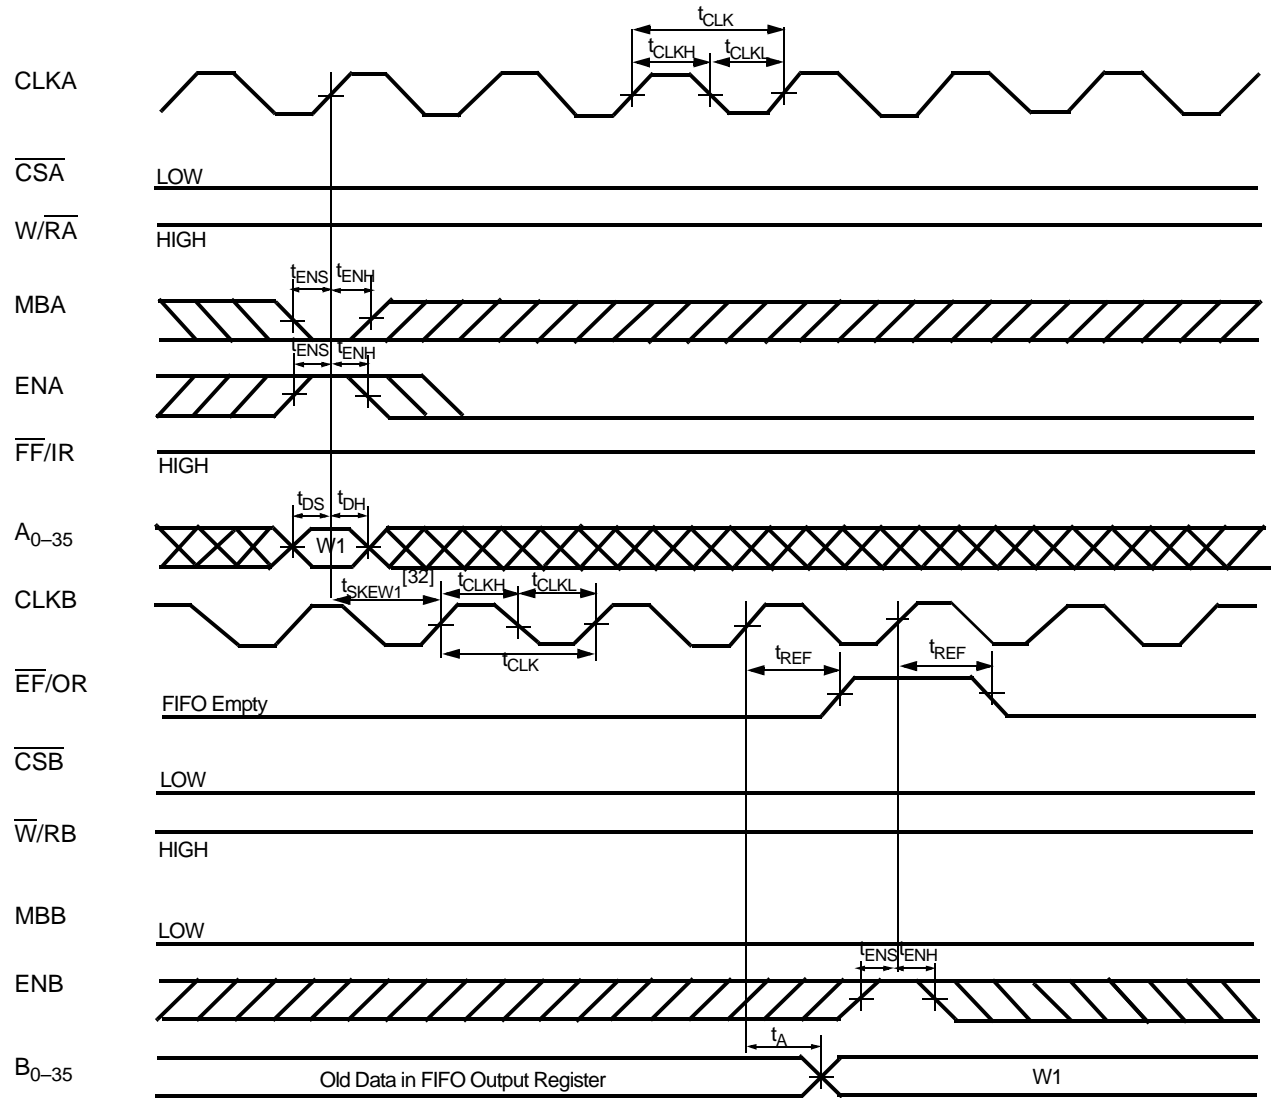 tCLK
tCLKH tCLKL
CLKA
CSA LOW
W/RA HIGH
tENS tENH
MBA
tENS tENH
ENA
FF/IR HIGH
tDS tDH
A0–35 W1
tSKEW1[32] tCLKH tCLKL
CLKB
tCLK tREF tREF
EF/OR FIFO Empty
CSB LOW
W/RB HIGH
MBB LOW
tENS tENH
ENB
tA
B0–35 Old Data in FIFO Output Register W1